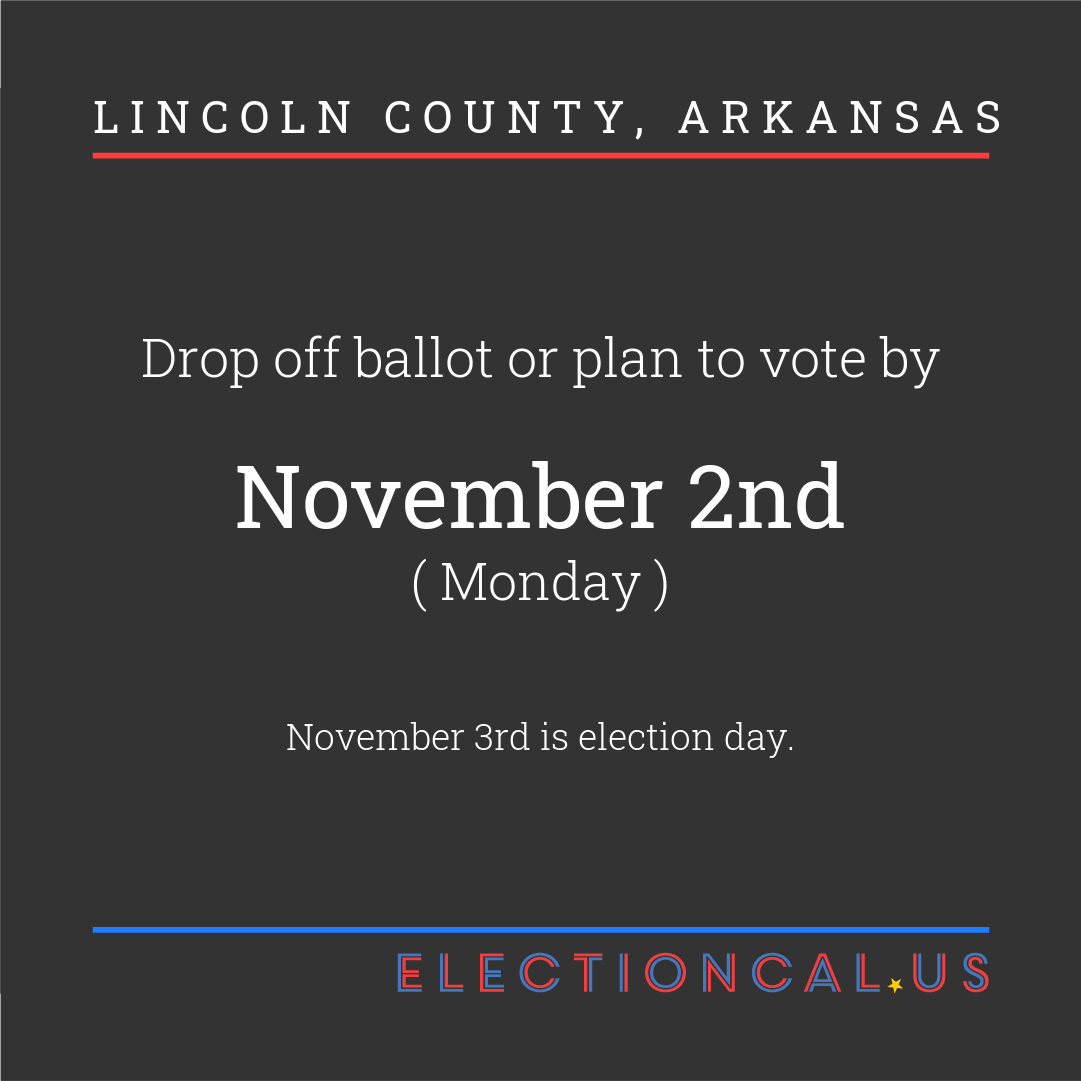 LINCOLN COUNTY, ARKANSAS
Drop off ballot or plan to vote by
November 2nd
( Monday )
November 3rd is election day.
ELECTIONCAL.US